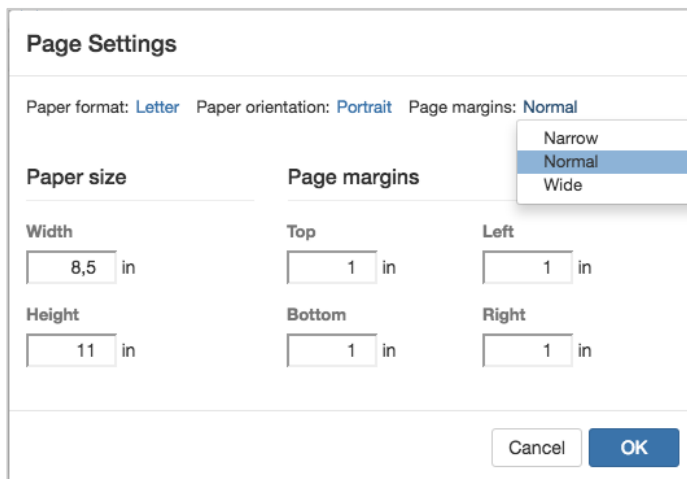 Page Settings
Paper format: Letter Paper orientation: Portrait Page margins: Normal
Narrow
Normal
Wide
Paper size
Page margins
Width
Top
Left
8,5 in
1 in
1 in
Height
Bottom
Right
11 in
1 in
1 in
Cancel
OK